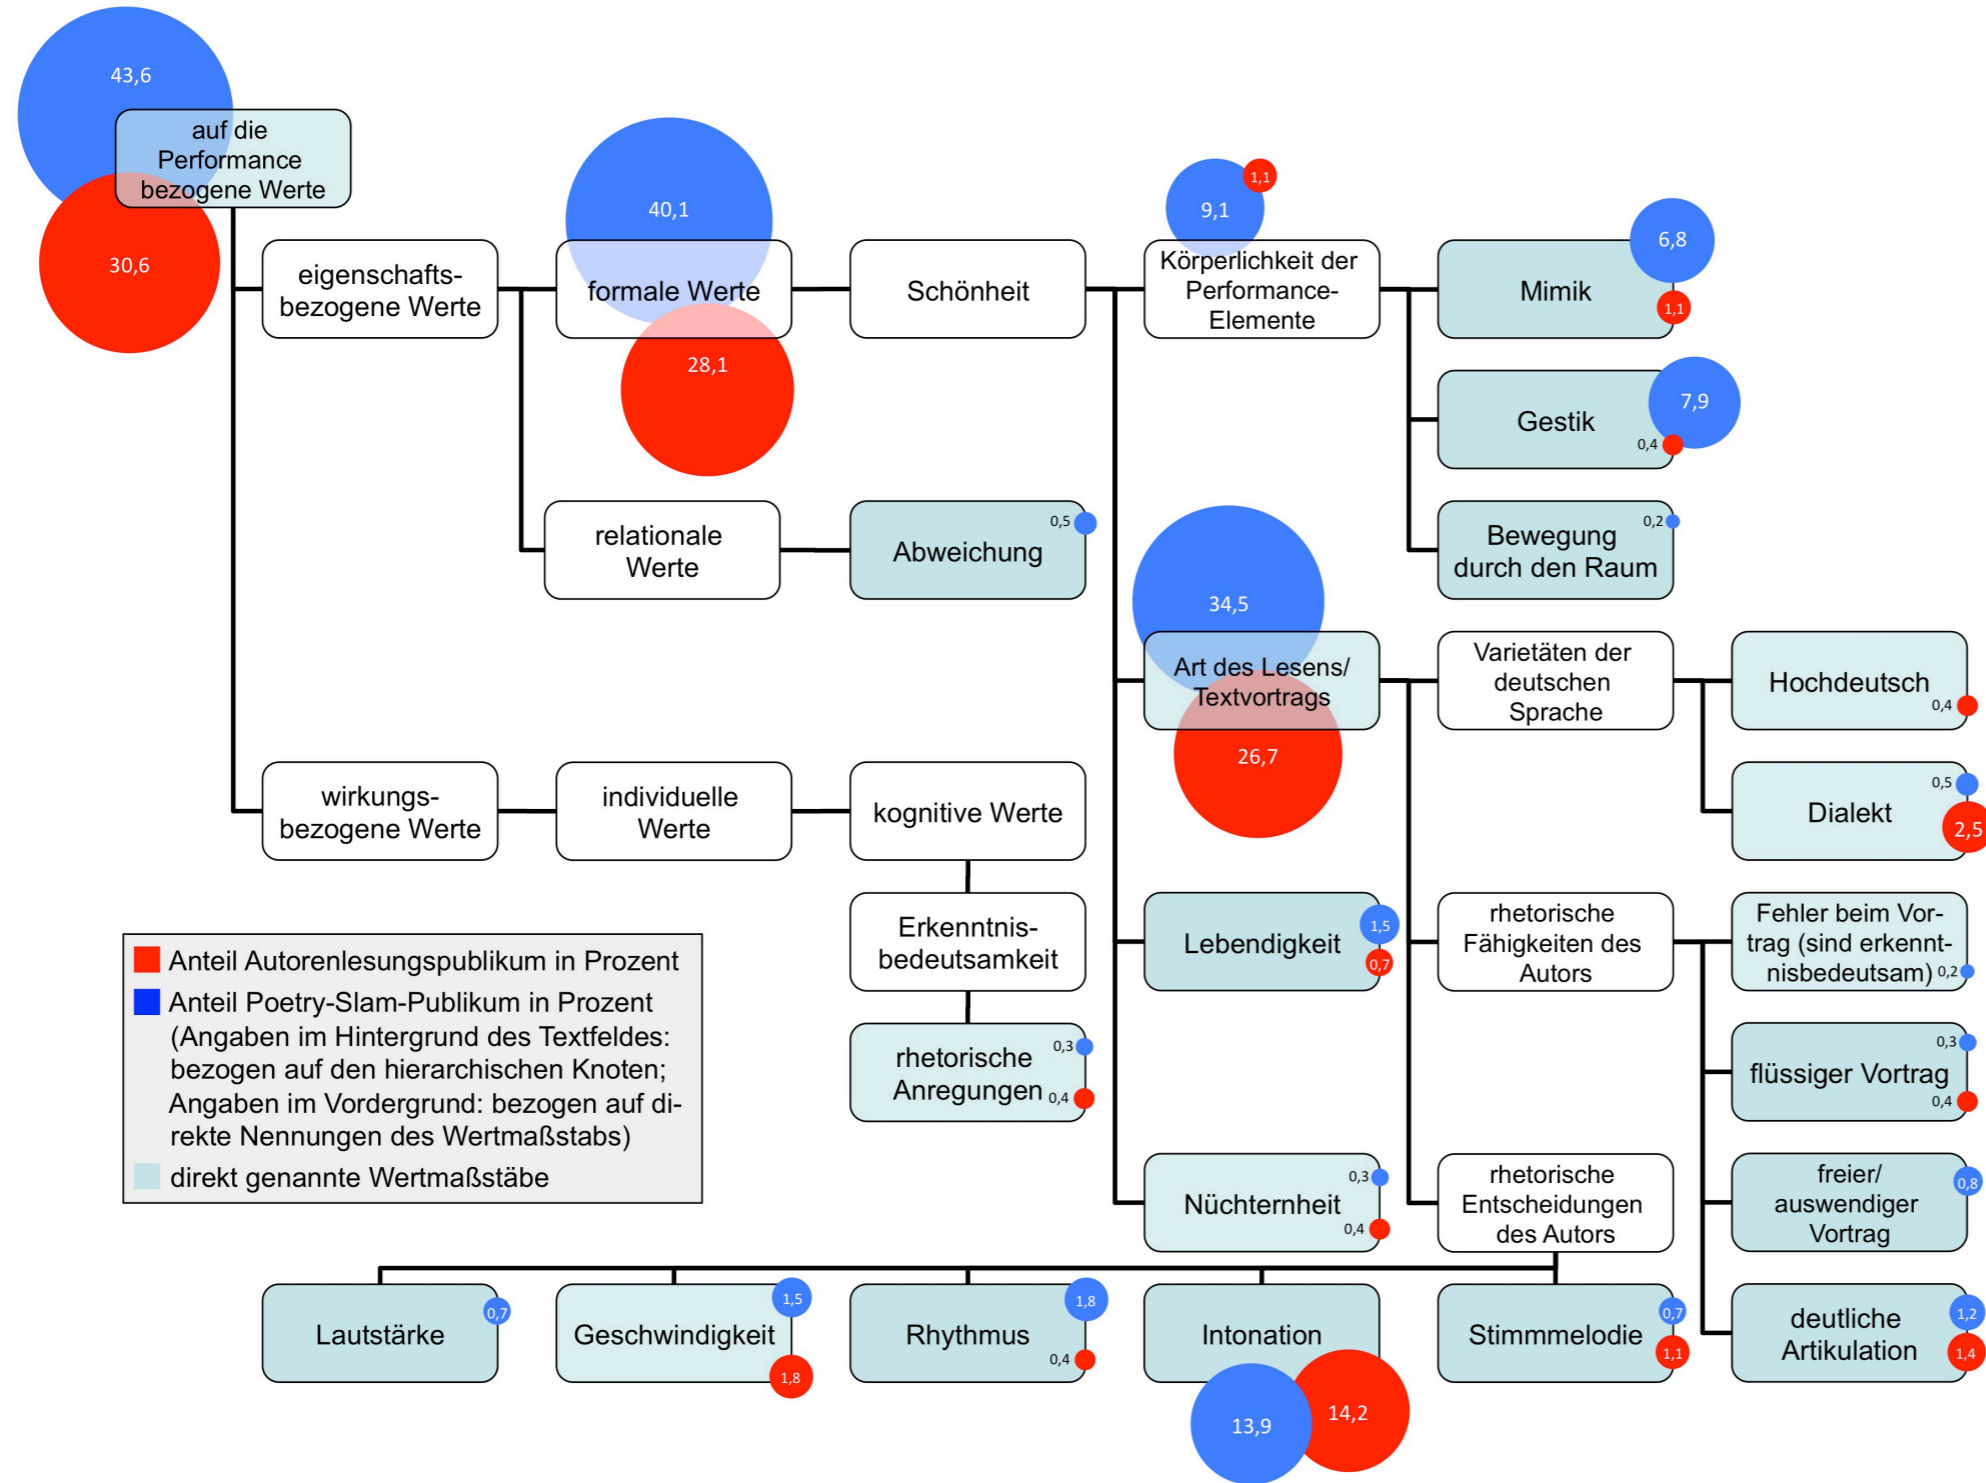 43,6
auf die
Performance
bezogene Werte
30,6
eigenschafts-
bezogene Werte
40,1
formale Werte
28,1
Schönheit
9,1
1,1
Körperlichkeit der
Performance-
Elemente
6,8
Mimik
1,1
7,9
Gestik
0,4
relationale
Werte
0,5
Abweichung
0,2
Bewegung
durch den Raum
34,5
Art des Lesens/
Textvortrags
26,7
Varietäten der
deutschen
Sprache
Hochdeutsch
0,4
0,5
Dialekt
2,5
wirkungs-
bezogene Werte
individuelle
Werte
kognitive Werte
Erkenntnis-
bedeutsamkeit
0,3
rhetorische
Anregungen
0,4
1,5
Lebendigkeit
0,7
rhetorische
Fähigkeiten des
Autors
Fehler beim Vor-
trag (sind erkennt-
nisbedeutsam)
0,2
0,3
flüssiger Vortrag
0,4
0,3
Nüchternheit
0,4
rhetorische
Entscheidungen
des Autors
freier/
auswendiger
Vortrag
0,8
Anteil Autorenlesungspublikum in Prozent
Anteil Poetry-Slam-Publikum in Prozent
(Angaben im Hintergrund des Textfeldes:
bezogen auf den hierarchischen Knoten;
Angaben im Vordergrund: bezogen auf di-
rekte Nennungen des Wertmaßstabs)
direkt genannte Wertmaßstäbe
0,7
Lautstärke
1,5
Geschwindigkeit
1,8
1,8
Rhythmus
0,4
Intonation
13,9
14,2
0,7
Stimmmelodie
1,1
1,2
deutliche
Artikulation
1,4